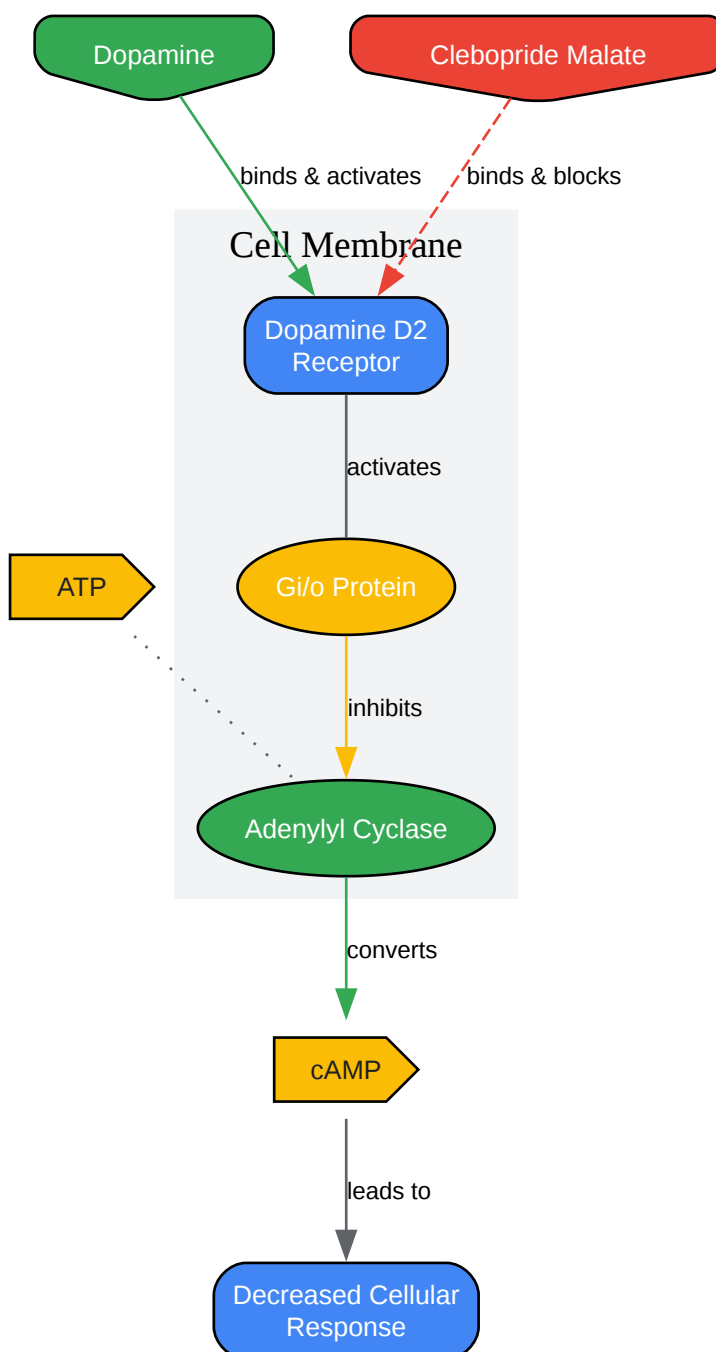 Dopamine
Clebopride Malate
binds & activates
binds & blocks
Cell Membrane
Dopamine D2
Receptor
activates
ATP
Gi/o Protein
inhibits
Adenylyl Cyclase
converts
cAMP
leads to
Decreased Cellular
Response